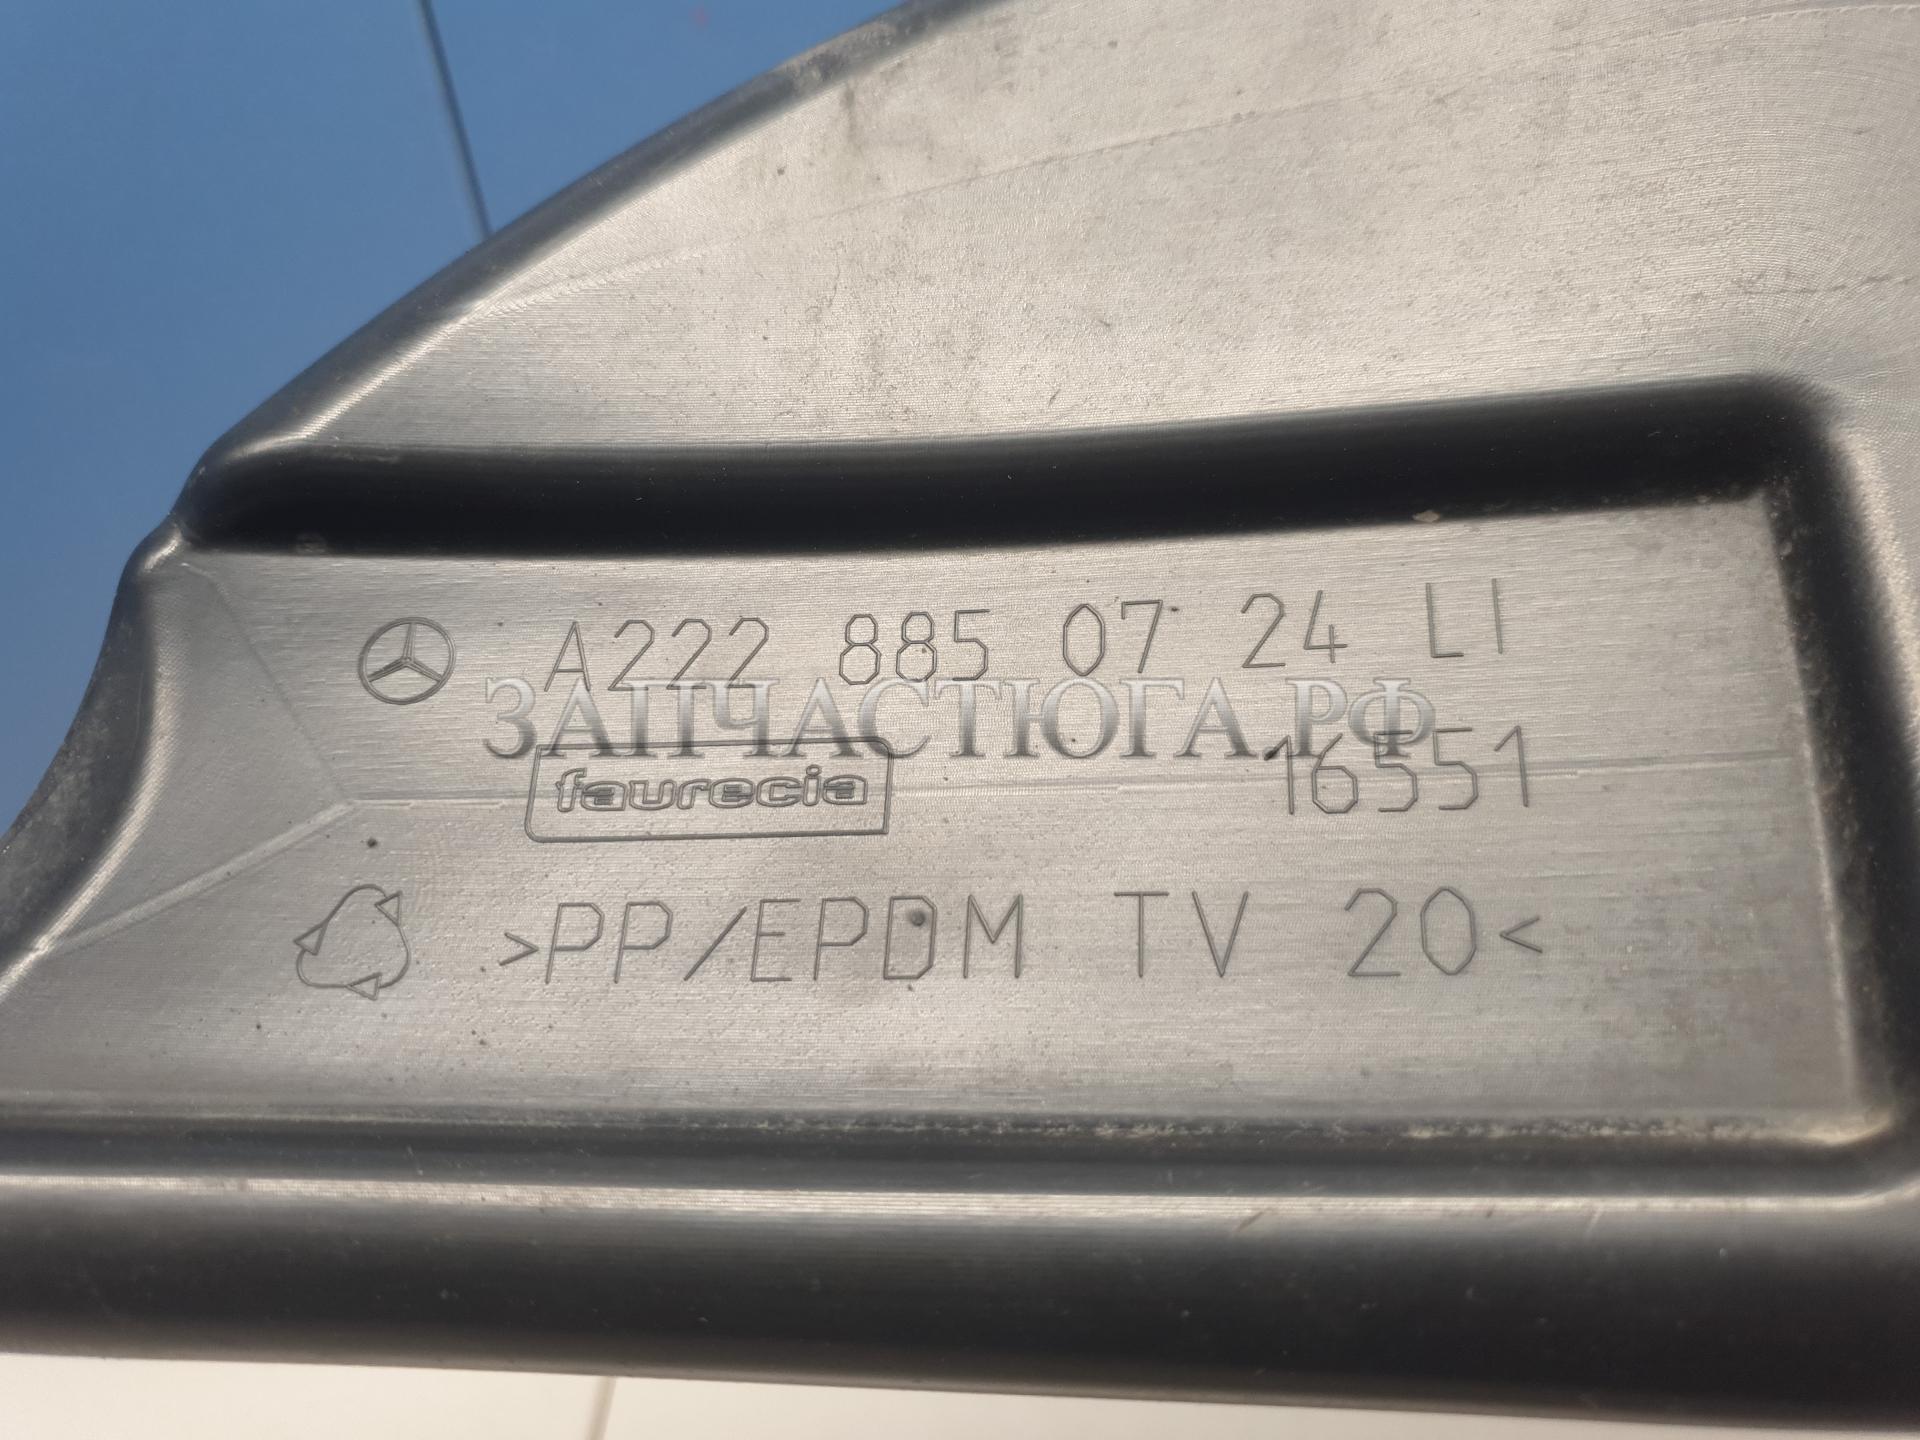 A222 885 07 24 LI
ЗАПЧАСТЮГА.РФ
faurecia
16551
>PP/EPDM TV 20<